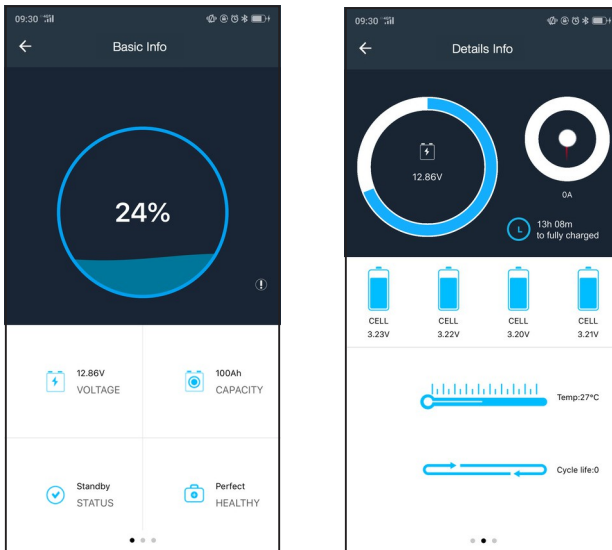 09:30
Basic Info
24%
12.86V
VOLTAGE
100Ah
CAPACITY
Standby
STATUS
Perfect
HEALTHY
09:30
Details Info
12.86V
0A
13h 08m
to fully charged
CELL
3.23V
CELL
3.22V
CELL
3.20V
CELL
3.21V
Temp:27°C
Cycle life:0